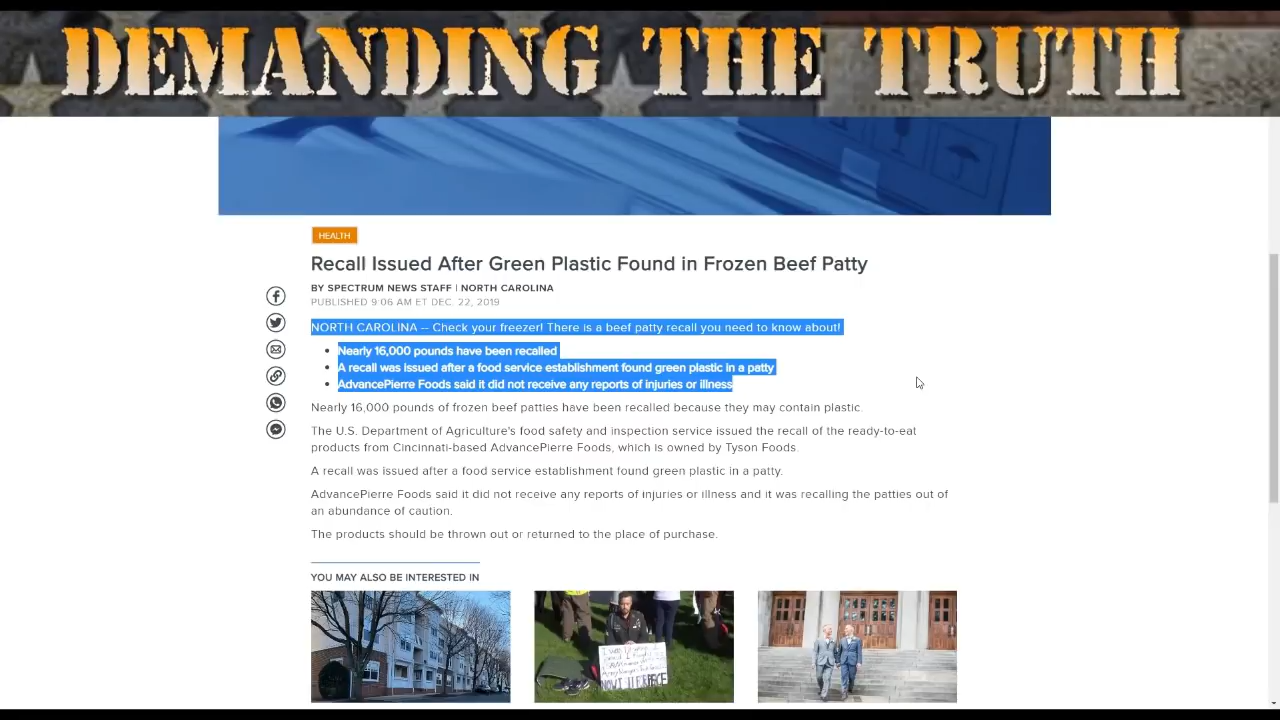 DEMANDING THE TRUTH
HEALTH
Recall Issued After Green Plastic Found in Frozen Beef Patty
BY SPECTRUM NEWS STAFF | NORTH CAROLINA
PUBLISHED 9:06 AM ET DEC. 22, 2019
NORTH CAROLINA -- Check your freezer! There is a beef patty recall you need to know about!
• Nearly 16,000 pounds have been recalled
• A recall was issued after a food service establishment found green plastic in a patty
• AdvancePierre Foods said it did not receive any reports of injuries or illness
Nearly 16,000 pounds of frozen beef patties have been recalled because they may contain plastic.
The U.S. Department of Agriculture's food safety and inspection service issued the recall of the ready-to-eat
products from Cincinnati-based AdvancePierre Foods, which is owned by Tyson Foods.
A recall was issued after a food service establishment found green plastic in a patty.
AdvancePierre Foods said it did not receive any reports of injuries or illness and it was recalling the patties out of
an abundance of caution.
The products should be thrown out or returned to the place of purchase.
YOU MAY ALSO BE INTERESTED IN